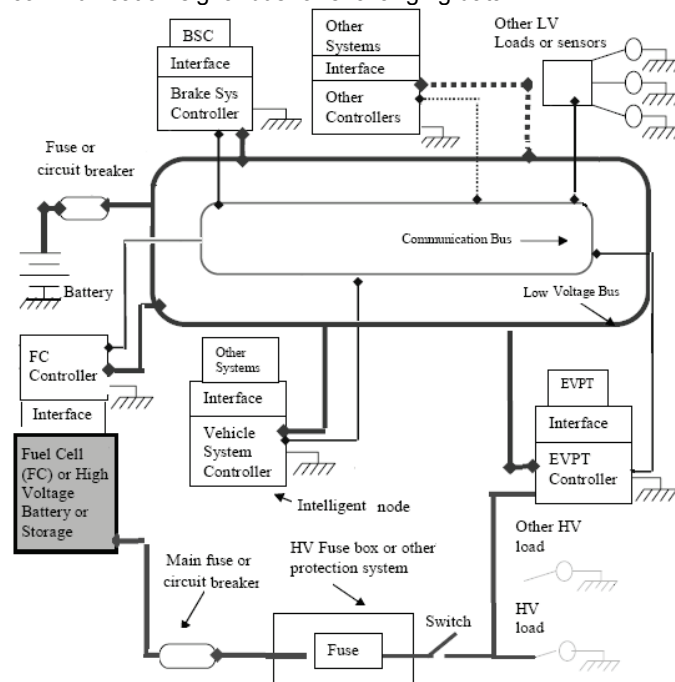 BSC
Interface
Brake Sys
Controller
Other
Systems
Interface
Other
Controllers
Other LV
Loads or sensors
Fuse or
circuit breaker
Communication Bus
Battery
Low Voltage Bus
FC
Controller
Interface
Fuel Cell
(FC) or High
Voltage
Battery or
Storage
Other
Systems
Interface
Vehicle
System
Controller
Intelligent node
EVPT
Interface
EVPT
Controller
Other HV
load
HV
load
Main fuse or
circuit breaker
HV Fuse box or other
protection system
Fuse
Switch